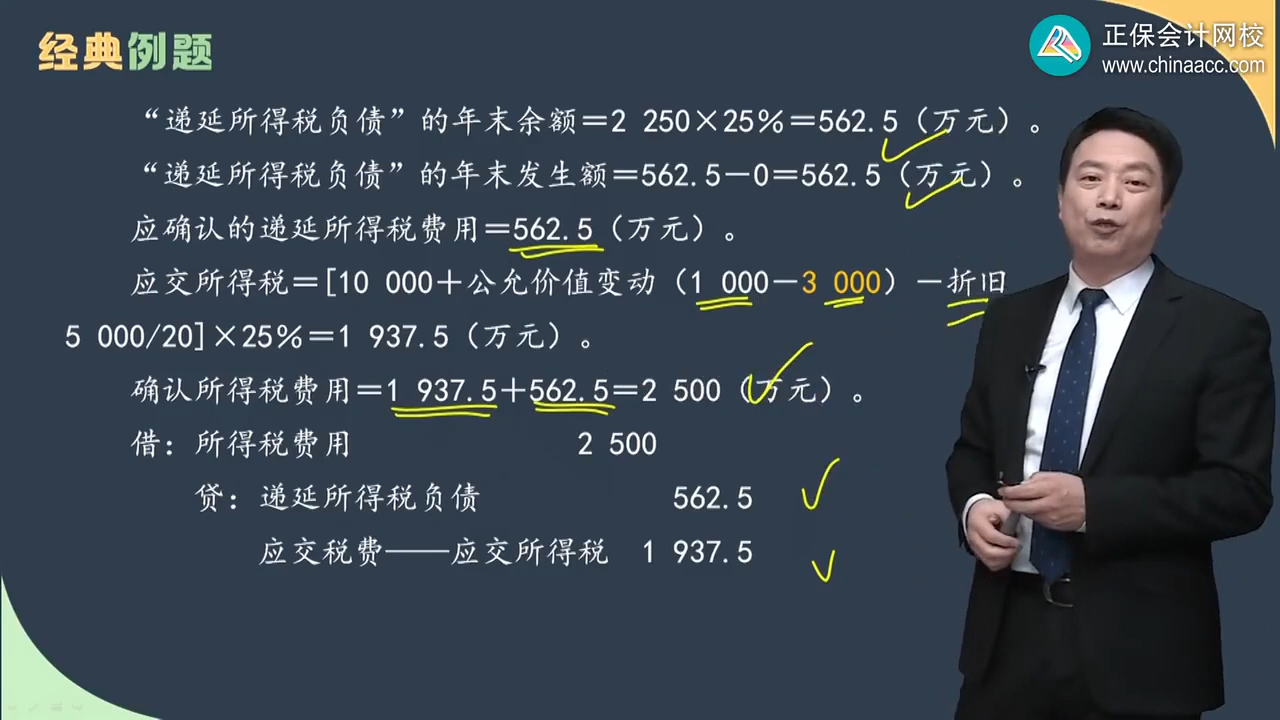 经典例题
正保会计网校
www.chinaacc.com
“递延所得税负债”的年末余额=2 250×25%=562.5(万元)。
“递延所得税负债”的年末发生额=562.5-0=562.5(万元)。
应确认的递延所得税费用=562.5(万元)。
应交所得税=[10 000+公允价值变动(1 000-3 000)-折旧
5 000/20]×25%=1 937.5(万元)。
确认所得税费用=1 937.5+562.5=2 500(万元)。
借:所得税费用 2 500
贷:递延所得税负债 562.5
应交税费——应交所得税 1 937.5